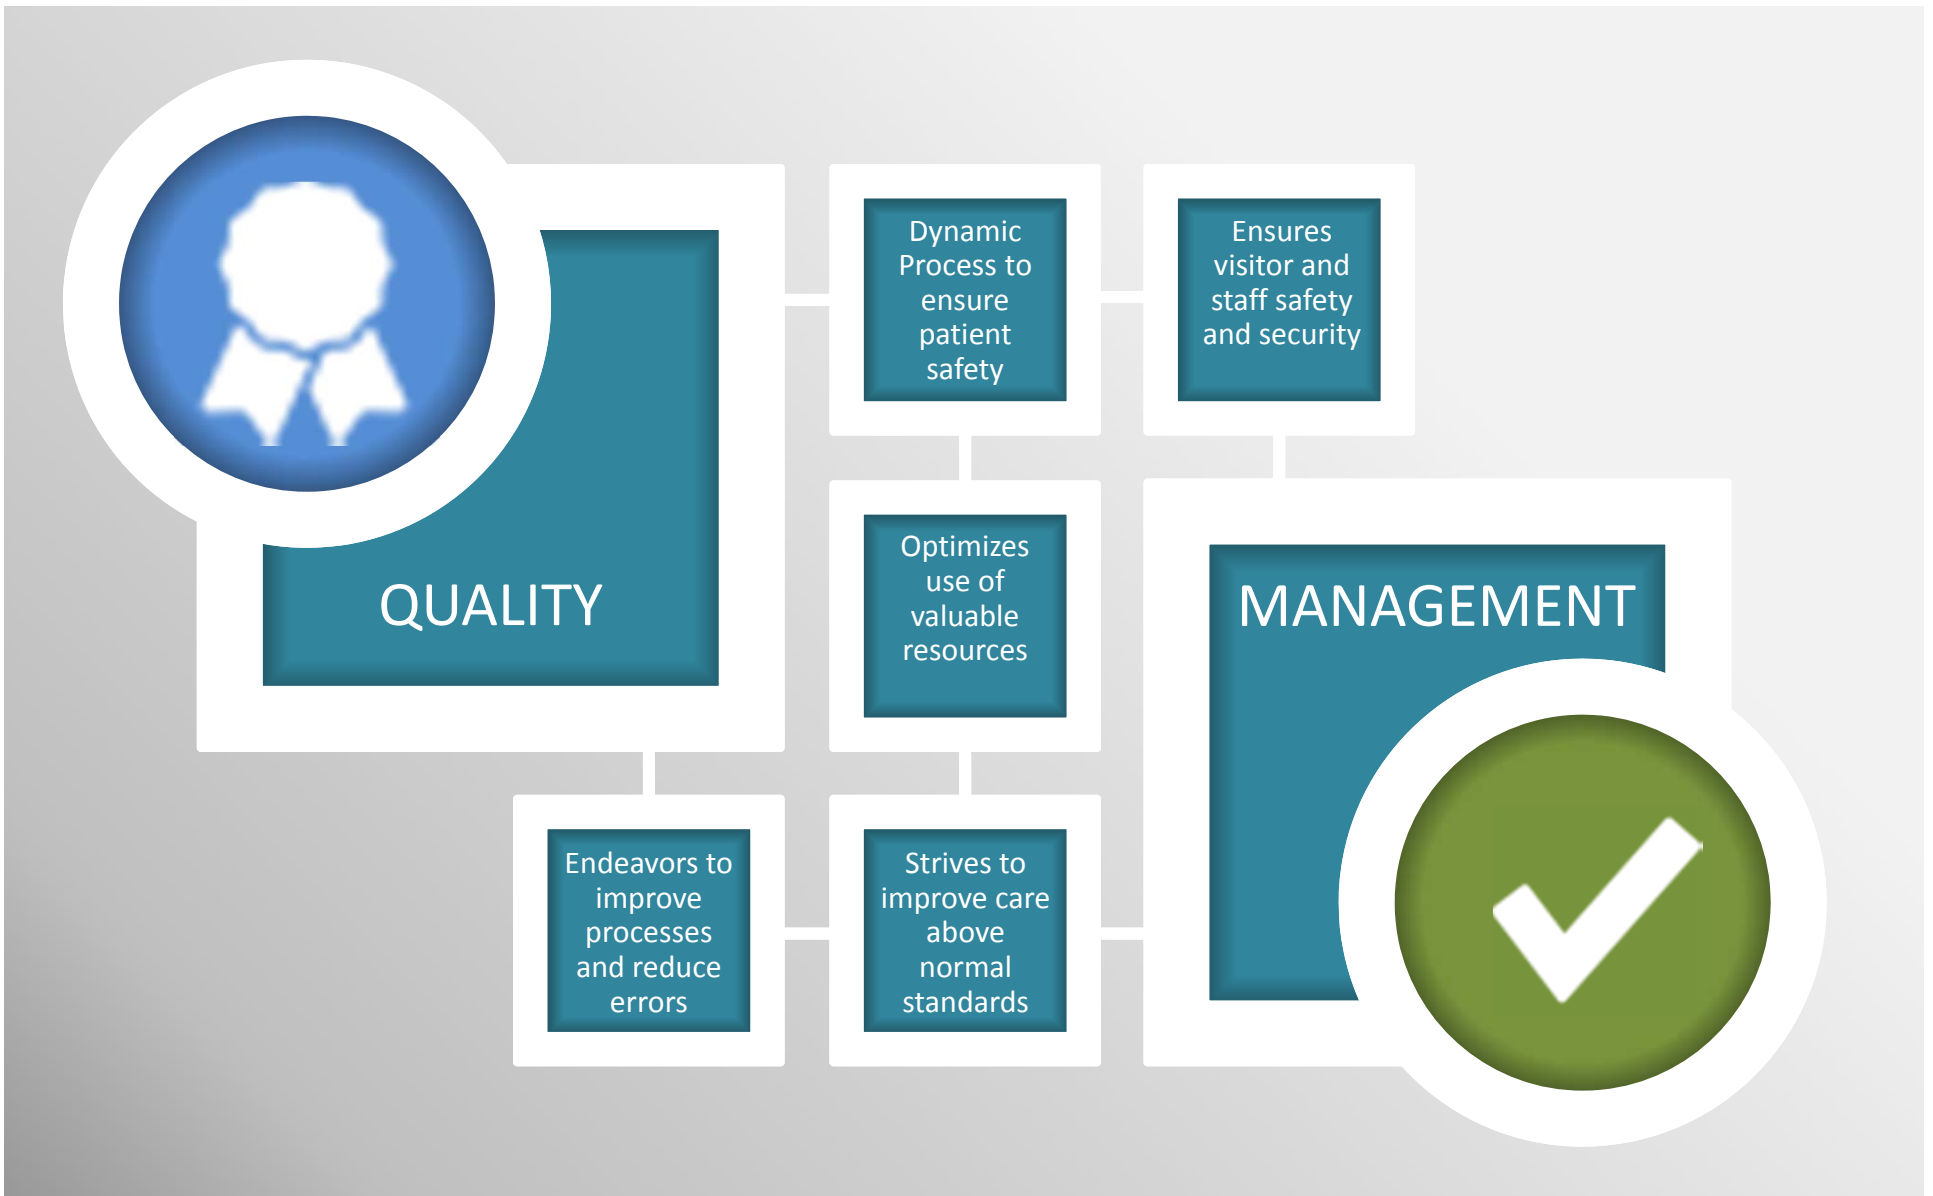 QUALITY
Dynamic
Process to
ensure
patient
safety
Ensures
visitor and
staff safety
and security
Optimizes
use of
valuable
resources
MANAGEMENT
Endeavors to
improve
processes
and reduce
errors
Strives to
improve care
above
normal
standards